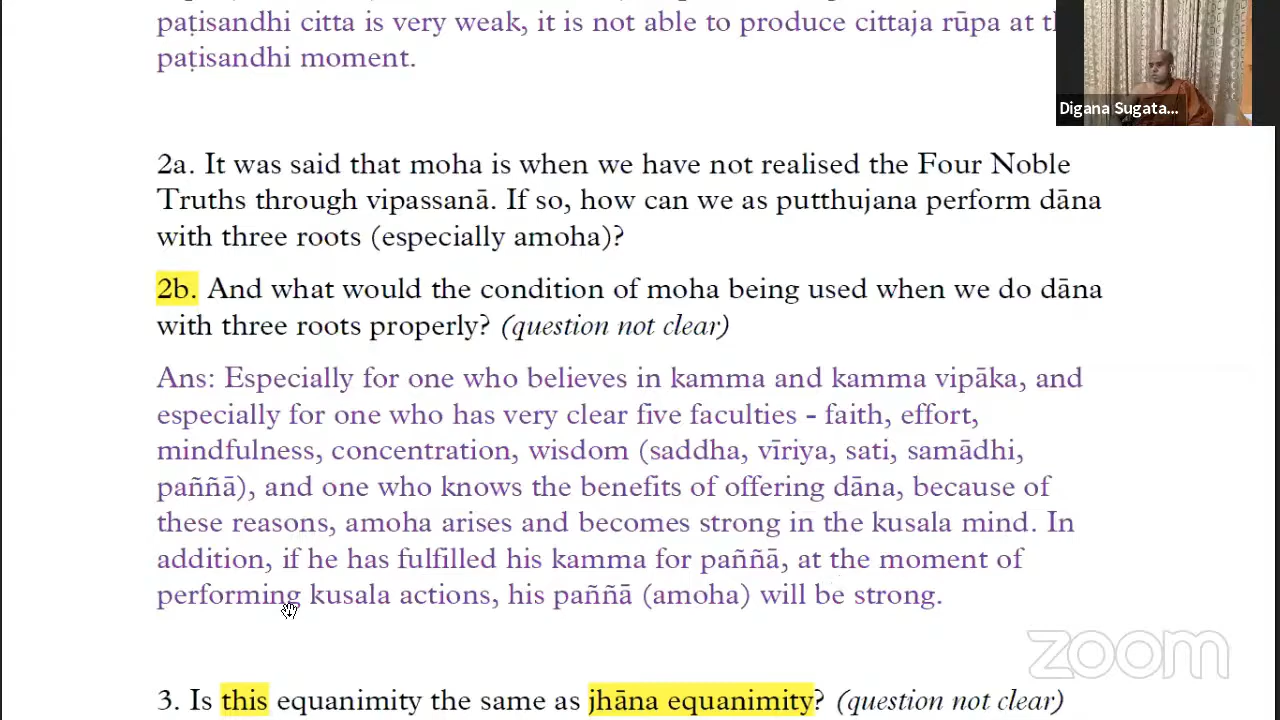 paṭisandhi citta is very weak, it is not able to produce cittaja rūpa at
paṭisandhi moment.
Digana Sugata...
2a. It was said that moha is when we have not realised the Four Noble
Truths through vipassanā. If so, how can we as putthujana perform dāna
with three roots (especially amoha)?
2b. And what would the condition of moha being used when we do dāna
with three roots properly? (question not clear)
Ans: Especially for one who believes in kamma and kamma vipāka, and
especially for one who has very clear five faculties - faith, effort,
mindfulness, concentration, wisdom (saddha, vīriya, sati, samādhi,
paññā), and one who knows the benefits of offering dāna, because of
these reasons, amoha arises and becomes strong in the kusala mind. In
addition, if he has fulfilled his kamma for paññā, at the moment of
performing kusala actions, his paññā (amoha) will be strong.
zoom
3. Is this equanimity the same as jhāna equanimity? (question not clear)